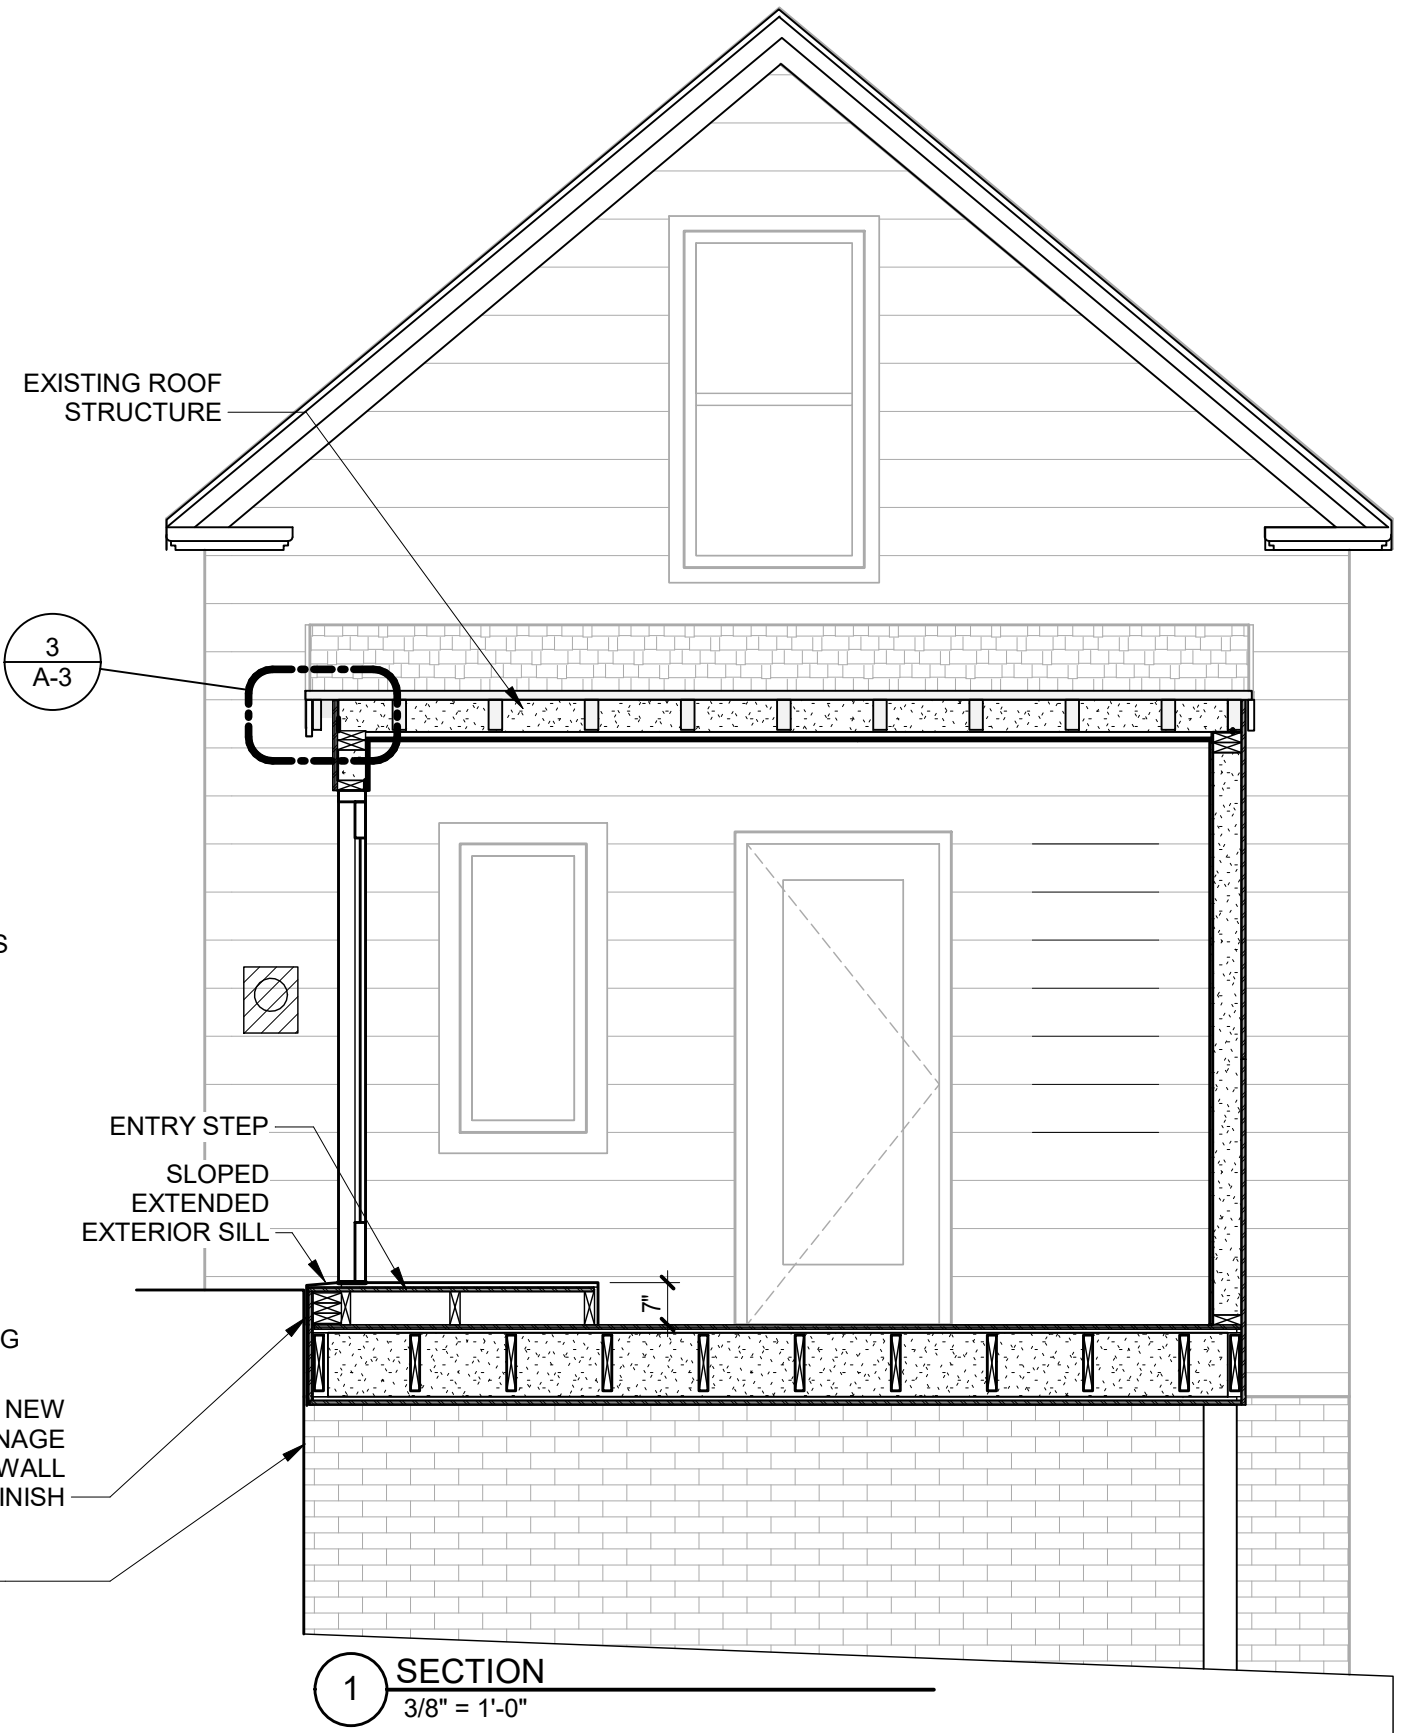 EXISTING ROOF
STRUCTURE
3
A-3
S
ENTRY STEP
SLOPED
EXTENDED
EXTERIOR SILL
7"
G
NEW
NAGE
WALL
INISH
1
SECTION
3/8" = 1'-0"